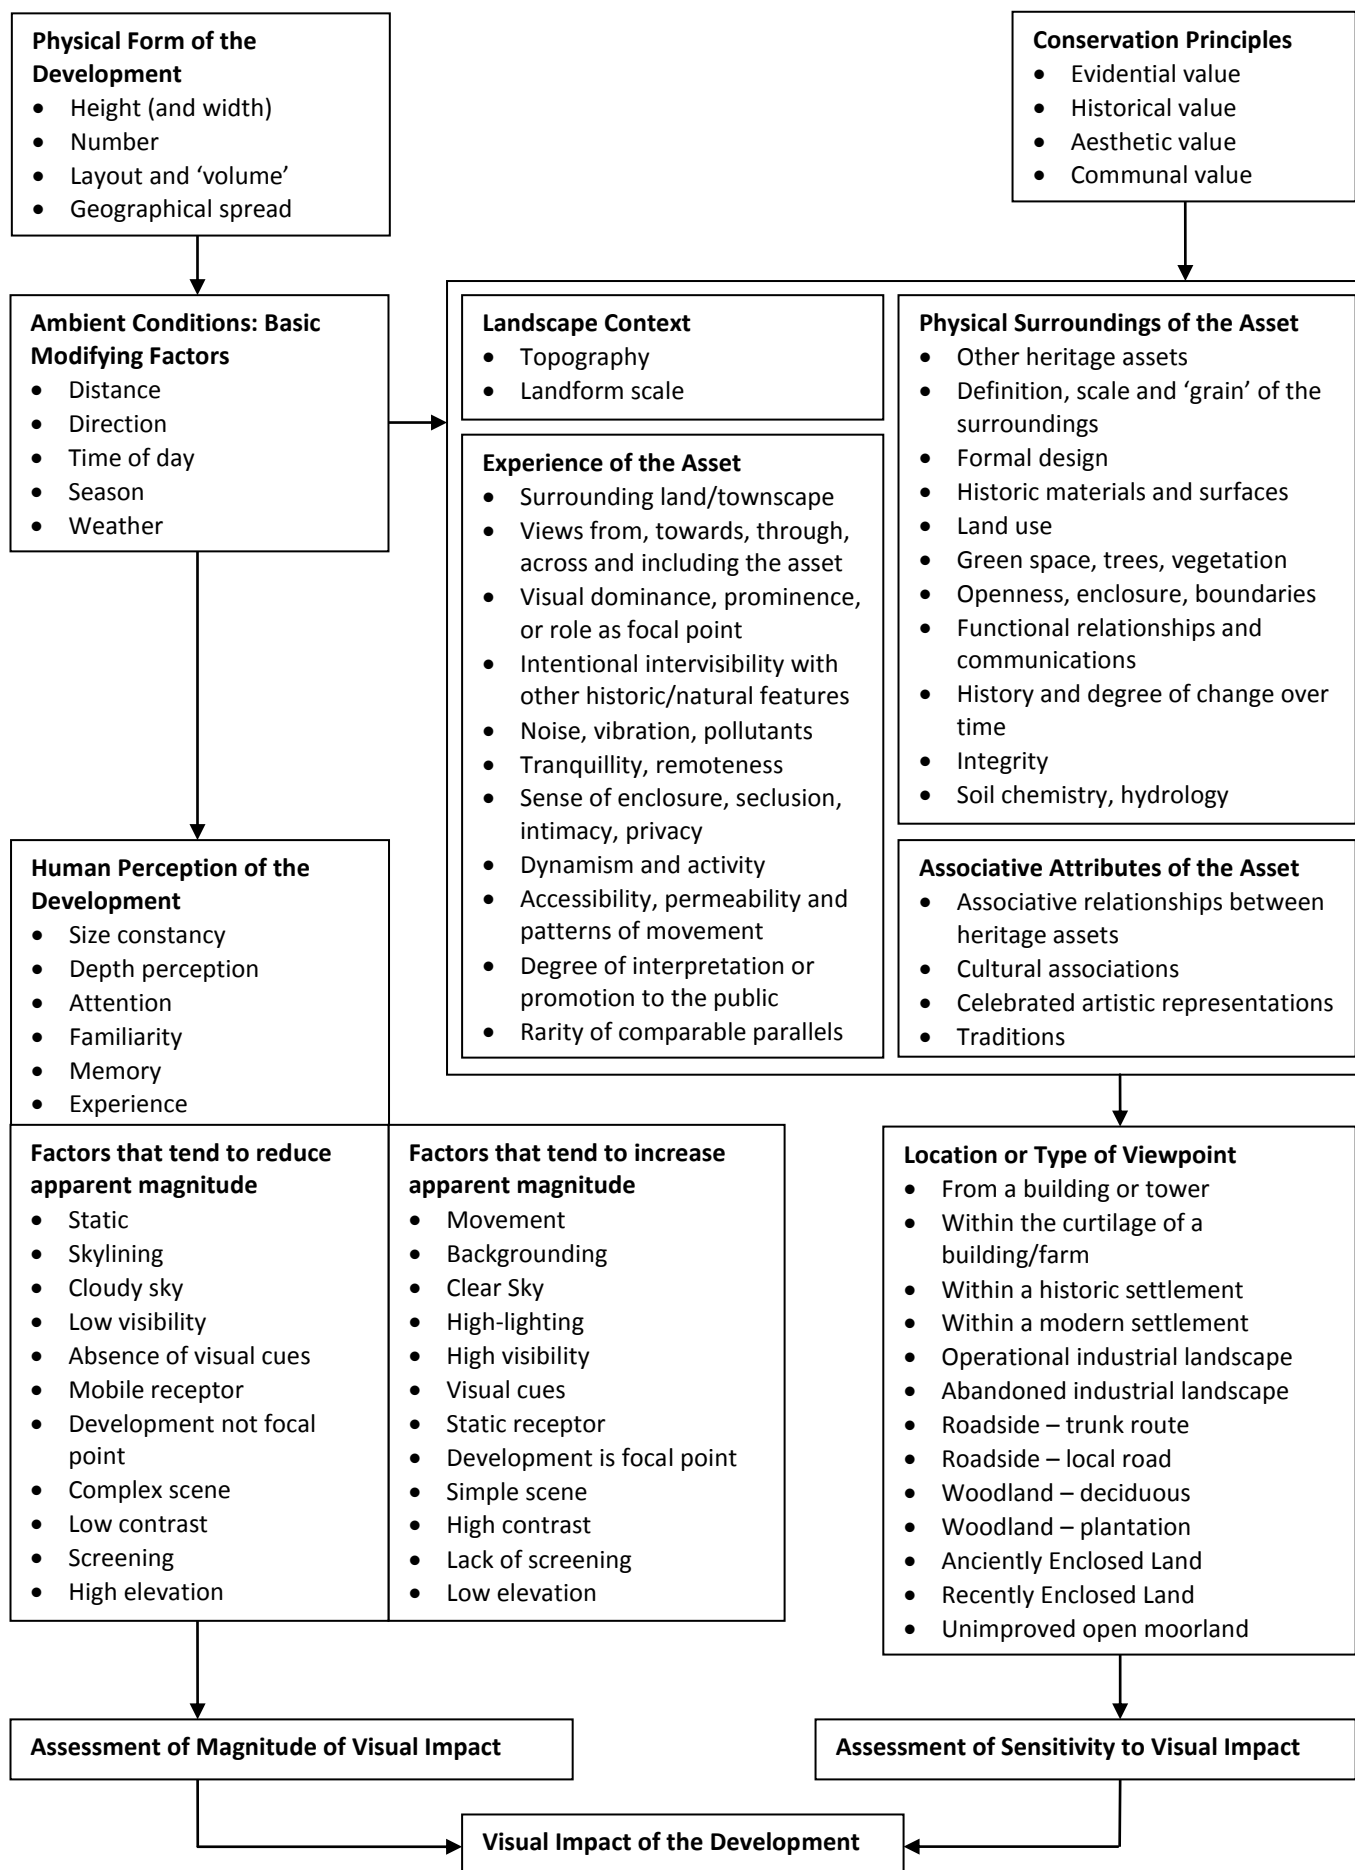 Physical Form of the
Development
• Height (and width)
• Number
• Layout and ‘volume’
• Geographical spread
Conservation Principles
• Evidential value
• Historical value
• Aesthetic value
• Communal value
Ambient Conditions: Basic
Modifying Factors
• Distance
• Direction
• Time of day
• Season
• Weather
Landscape Context
• Topography
• Landform scale
Experience of the Asset
• Surrounding land/townscape
• Views from, towards, through,
across and including the asset
• Visual dominance, prominence,
or role as focal point
• Intentional intervisibility with
other historic/natural features
• Noise, vibration, pollutants
• Tranquillity, remoteness
• Sense of enclosure, seclusion,
intimacy, privacy
• Dynamism and activity
• Accessibility, permeability and
patterns of movement
• Degree of interpretation or
promotion to the public
• Rarity of comparable parallels
Physical Surroundings of the Asset
• Other heritage assets
• Definition, scale and ‘grain’ of the
surroundings
• Formal design
• Historic materials and surfaces
• Land use
• Green space, trees, vegetation
• Openness, enclosure, boundaries
• Functional relationships and
communications
• History and degree of change over
time
• Integrity
• Soil chemistry, hydrology
Associative Attributes of the Asset
• Associative relationships between
heritage assets
• Cultural associations
• Celebrated artistic representations
• Traditions
Human Perception of the
Development
• Size constancy
• Depth perception
• Attention
• Familiarity
• Memory
• Experience
Factors that tend to reduce
apparent magnitude
• Static
• Skylining
• Cloudy sky
• Low visibility
• Absence of visual cues
• Mobile receptor
• Development not focal
point
• Complex scene
• Low contrast
• Screening
• High elevation
Factors that tend to increase
apparent magnitude
• Movement
• Backgrounding
• Clear Sky
• High-lighting
• High visibility
• Visual cues
• Static receptor
• Development is focal point
• Simple scene
• High contrast
• Lack of screening
• Low elevation
Location or Type of Viewpoint
• From a building or tower
• Within the curtilage of a
building/farm
• Within a historic settlement
• Within a modern settlement
• Operational industrial landscape
• Abandoned industrial landscape
• Roadside – trunk route
• Roadside – local road
• Woodland – deciduous
• Woodland – plantation
• Anciently Enclosed Land
• Recently Enclosed Land
• Unimproved open moorland
Assessment of Magnitude of Visual Impact
Assessment of Sensitivity to Visual Impact
Visual Impact of the Development